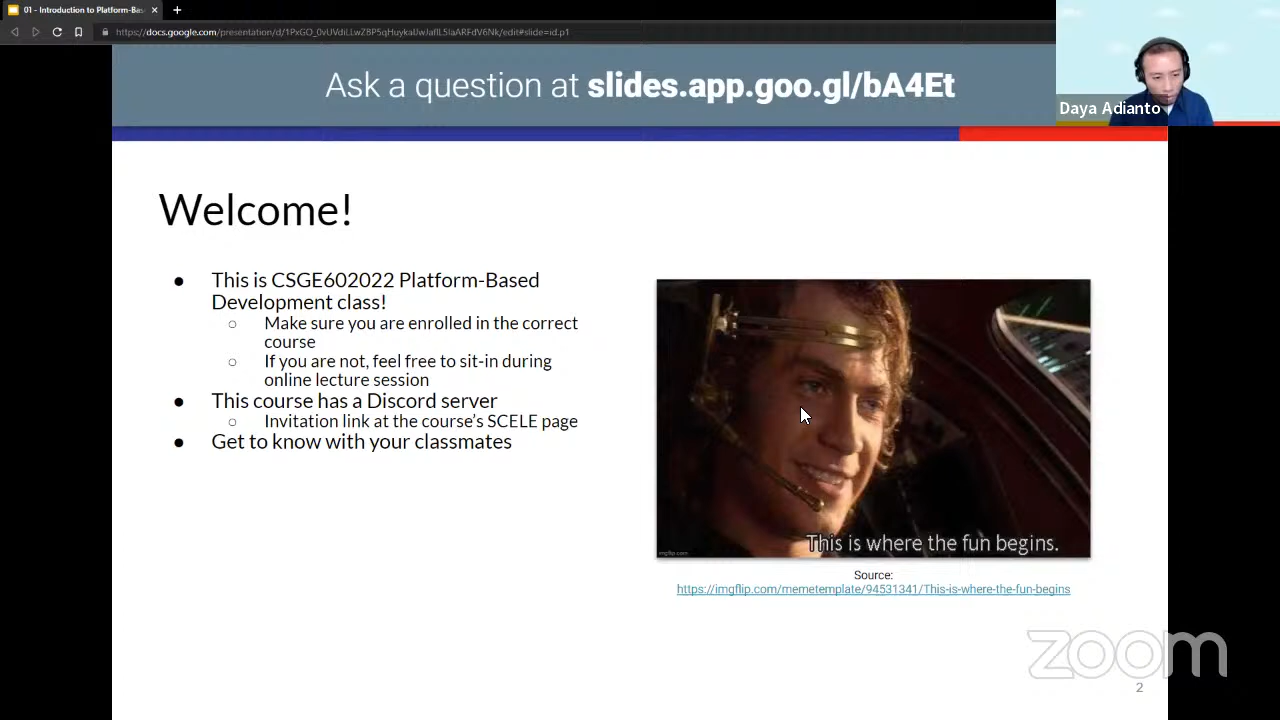 01 - Introduction to Platform-Bas
Ask a question at slides.app.goo.gl/bA4Et
Daya Adianto
Welcome!
● This is CSGE602022 Platform-Based
Development class!
○ Make sure you are enrolled in the correct
course
○ If you are not, feel free to sit-in during
online lecture session
● This course has a Discord server
○ Invitation link at the course's SCELE page
● Get to know with your classmates
This is where the fun begins.
imgflip.com
Source:
https://imgflip.com/memetemplate/94531341/This-is-where-the-fun-begins
zoom
2